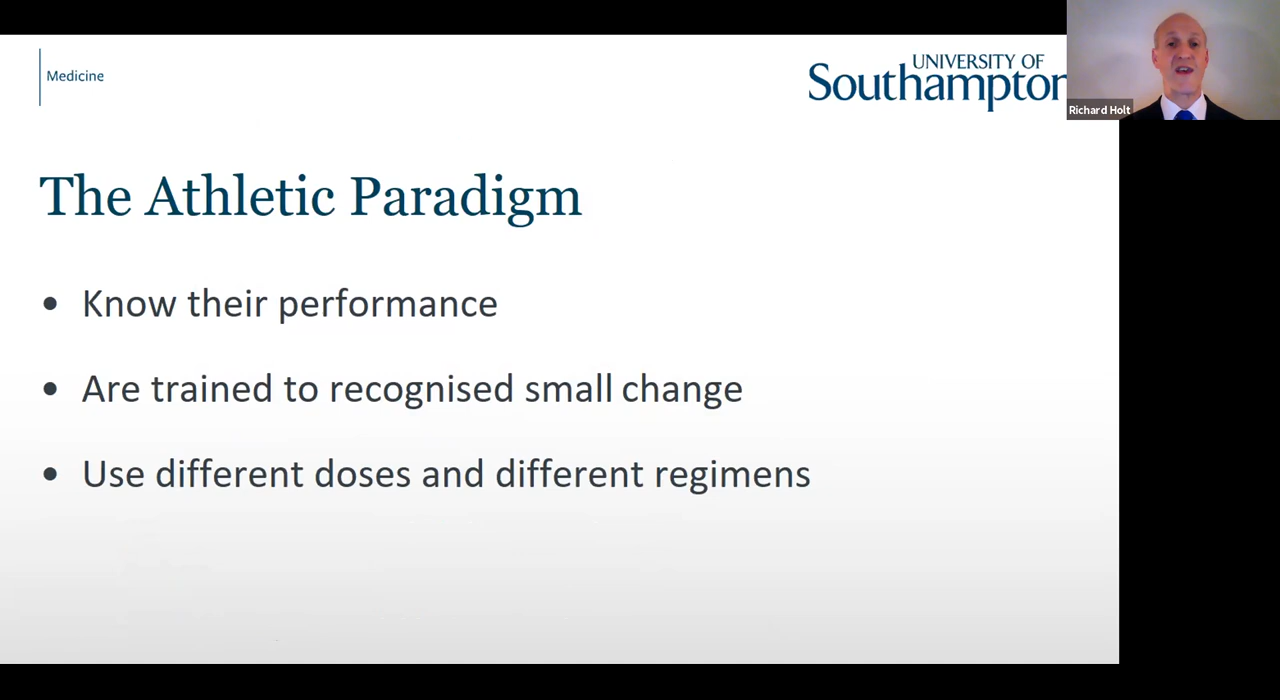 Medicine
UNIVERSITY OF
Southampton
Richard Holt
The Athletic Paradigm
• Know their performance
• Are trained to recognised small change
• Use different doses and different regimens